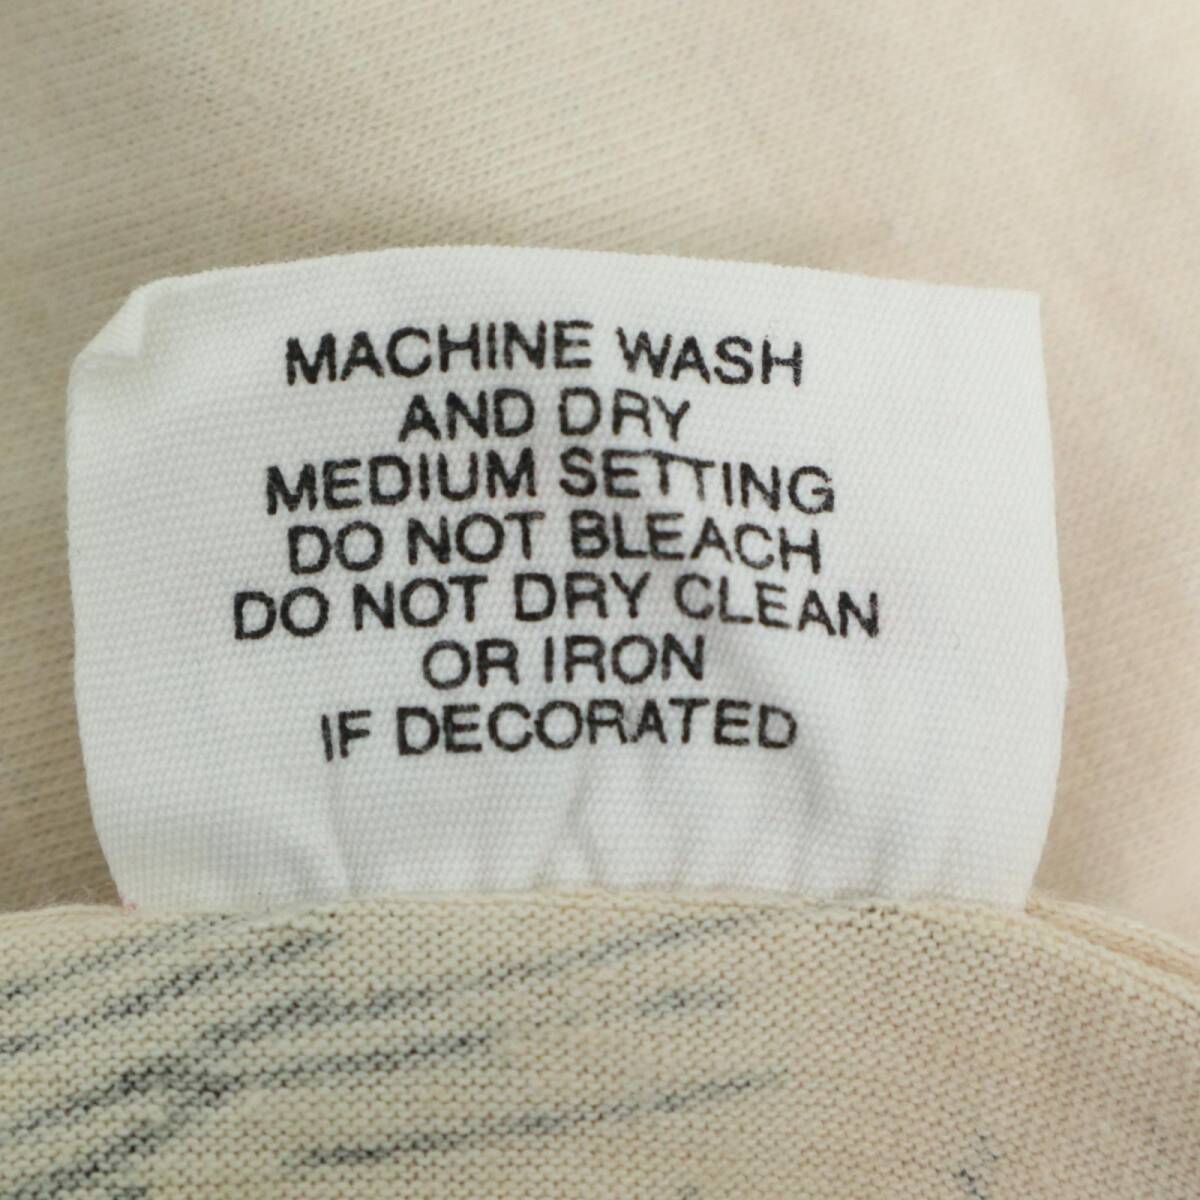 MACHINE WASH
AND DRY
MEDIUM SETTING
DO NOT BLEACH
DO NOT DRY CLEAN
OR IRON
IF DECORATED